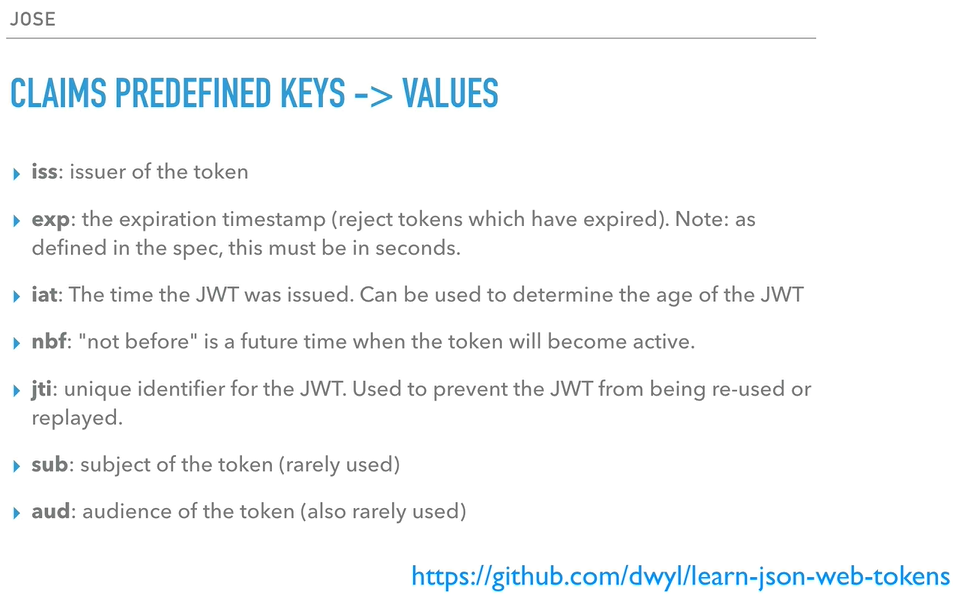 JOSE
CLAIMS PREDEFINED KEYS -> VALUES
▸ iss: issuer of the token
▸ exp: the expiration timestamp (reject tokens which have expired). Note: as
defined in the spec, this must be in seconds.
▸ iat: The time the JWT was issued. Can be used to determine the age of the JWT
▸ nbf: "not before" is a future time when the token will become active.
▸ jti: unique identifier for the JWT. Used to prevent the JWT from being re-used or
replayed.
▸ sub: subject of the token (rarely used)
▸ aud: audience of the token (also rarely used)
https://github.com/dwyl/learn-json-web-tokens